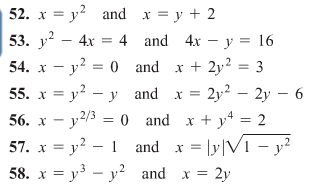 52. x = y² and x = y + 2
53. y² − 4x = 4 and 4x − y = 16
54. x − y² = 0 and x + 2y² = 3
55. x = y² − y and x = 2y² − 2y − 6
56. x − y^{2/3} = 0 and x + y⁴ = 2
57. x = y² − 1 and x = |y|√(1 − y²)
58. x = y³ − y² and x = 2y